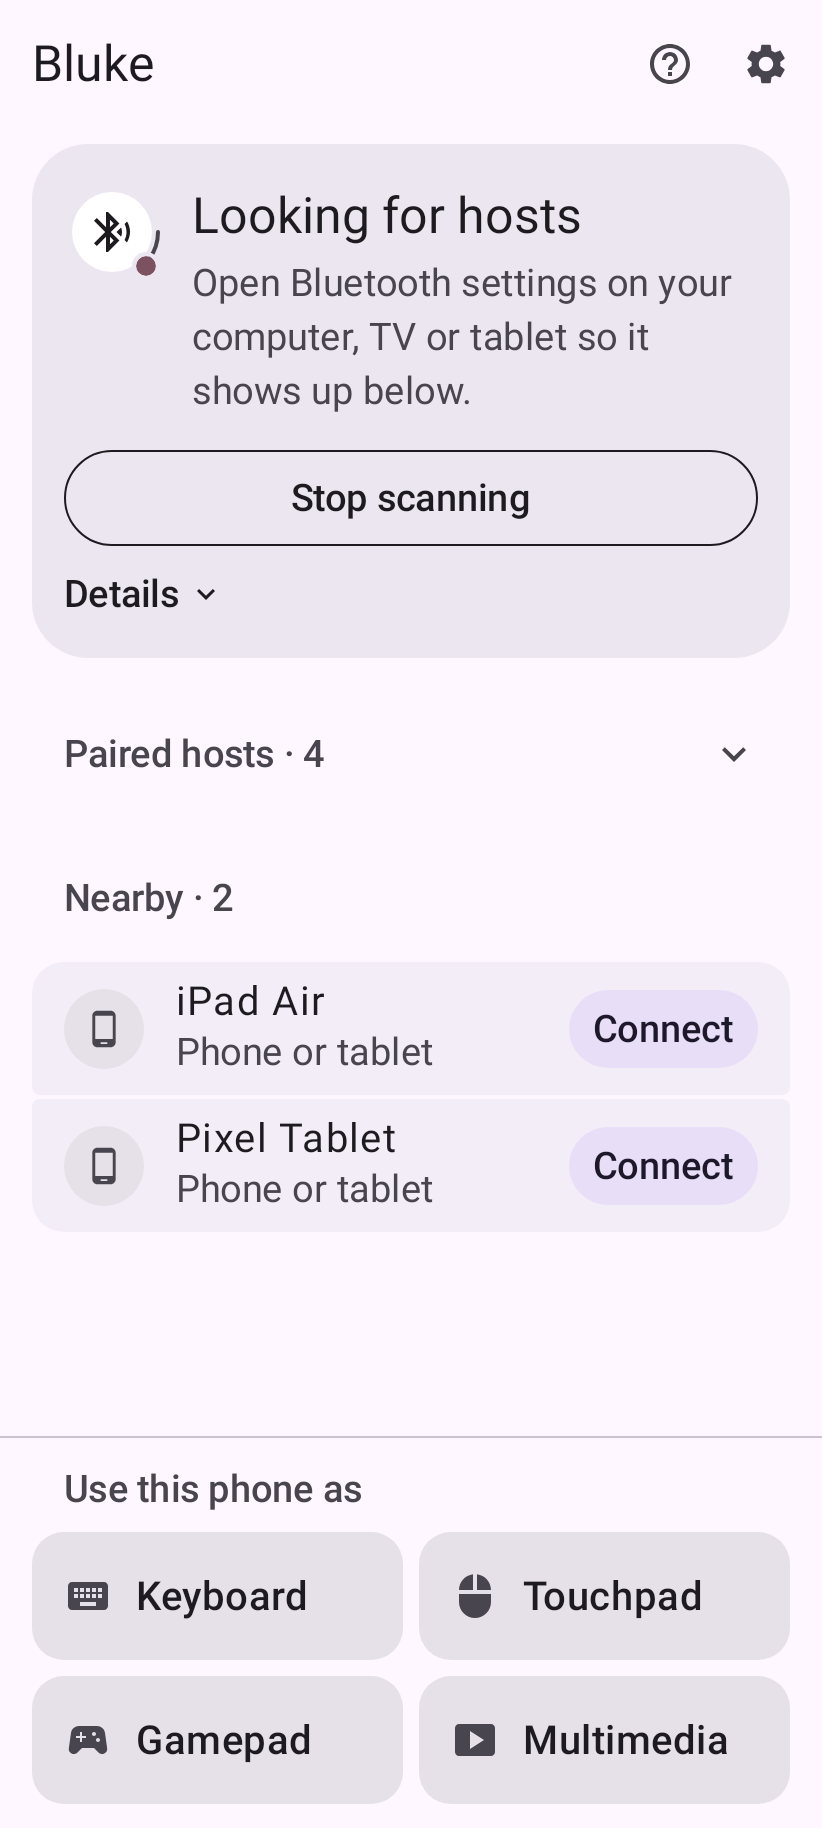 Bluke
Looking for hosts
Open Bluetooth settings on your
computer, TV or tablet so it
shows up below.
Stop scanning
Details
Paired hosts · 4
Nearby · 2
iPad Air
Phone or tablet
Connect
Pixel Tablet
Phone or tablet
Connect
Use this phone as
Keyboard
Touchpad
Gamepad
Multimedia